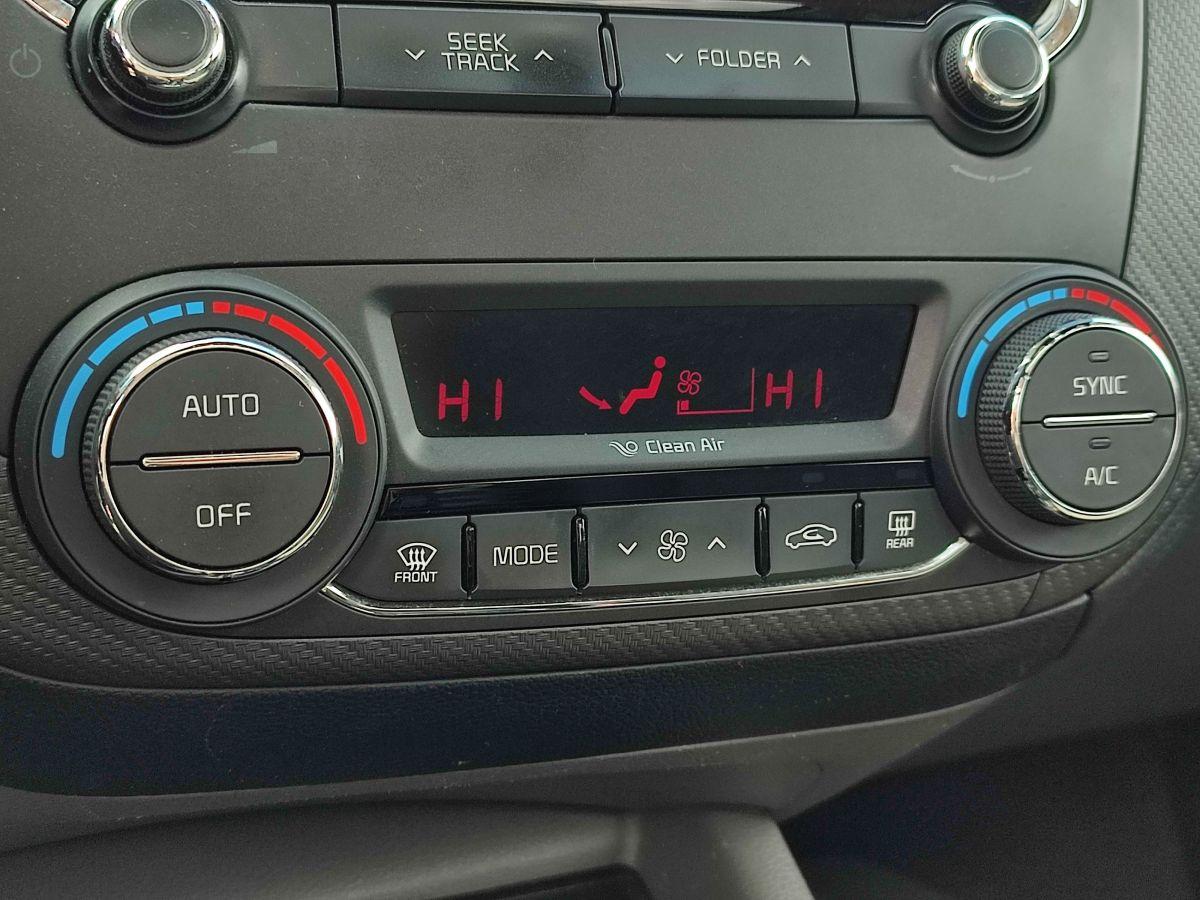 SEEK
TRACK
FOLDER
AUTO
OFF
HI
HI
Clean Air
SYNC
A/C
FRONT
MODE
REAR